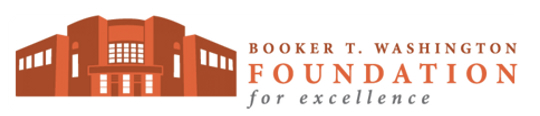 BOOKER T. WASHINGTON
FOUNDATION
for excellence